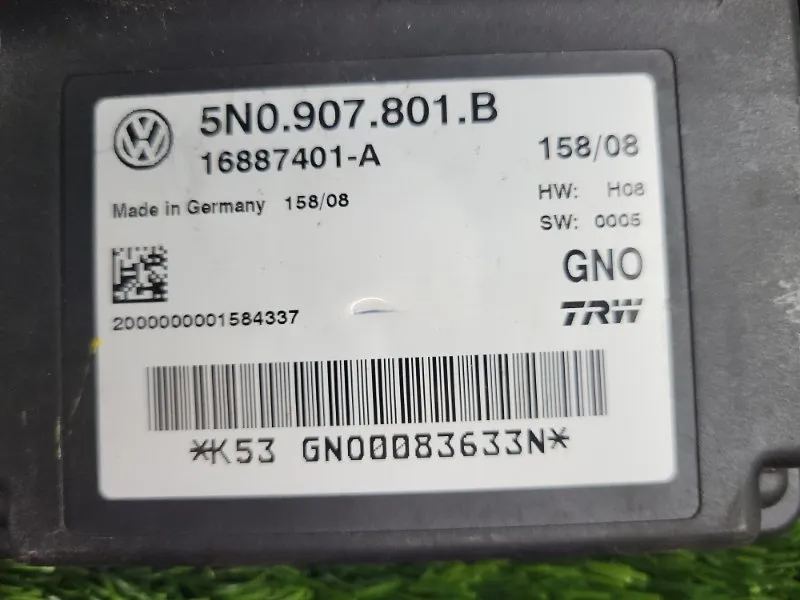 5N0.907.801.B
16887401-A 158/08
Made in Germany 158/08
HW: H08
SW: 0005
GNO
TRW
2000000001584337
*K53 GNO0083633N*